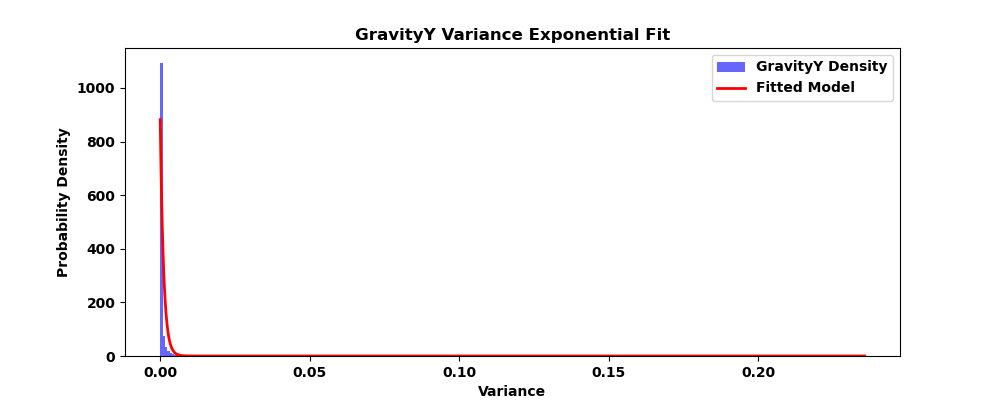 GravityY Variance Exponential Fit
GravityY Density
Fitted Model
Probability Density
1000
800
600
400
200
0
0.00 0.05 0.10 0.15 0.20
Variance